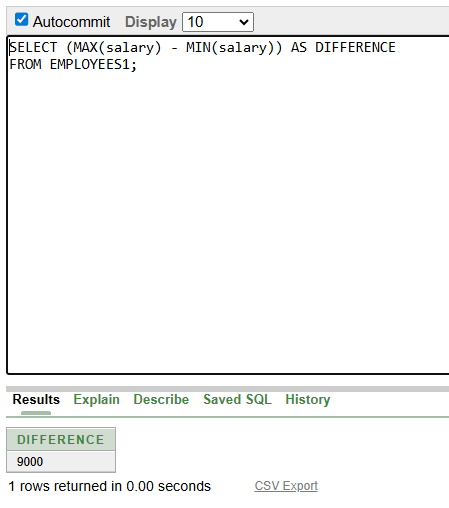 Autocommit Display 10
SELECT (MAX(salary) - MIN(salary)) AS DIFFERENCE
FROM EMPLOYEES1;
Results Explain Describe Saved SQL History
DIFFERENCE
9000
1 rows returned in 0.00 seconds CSV Export